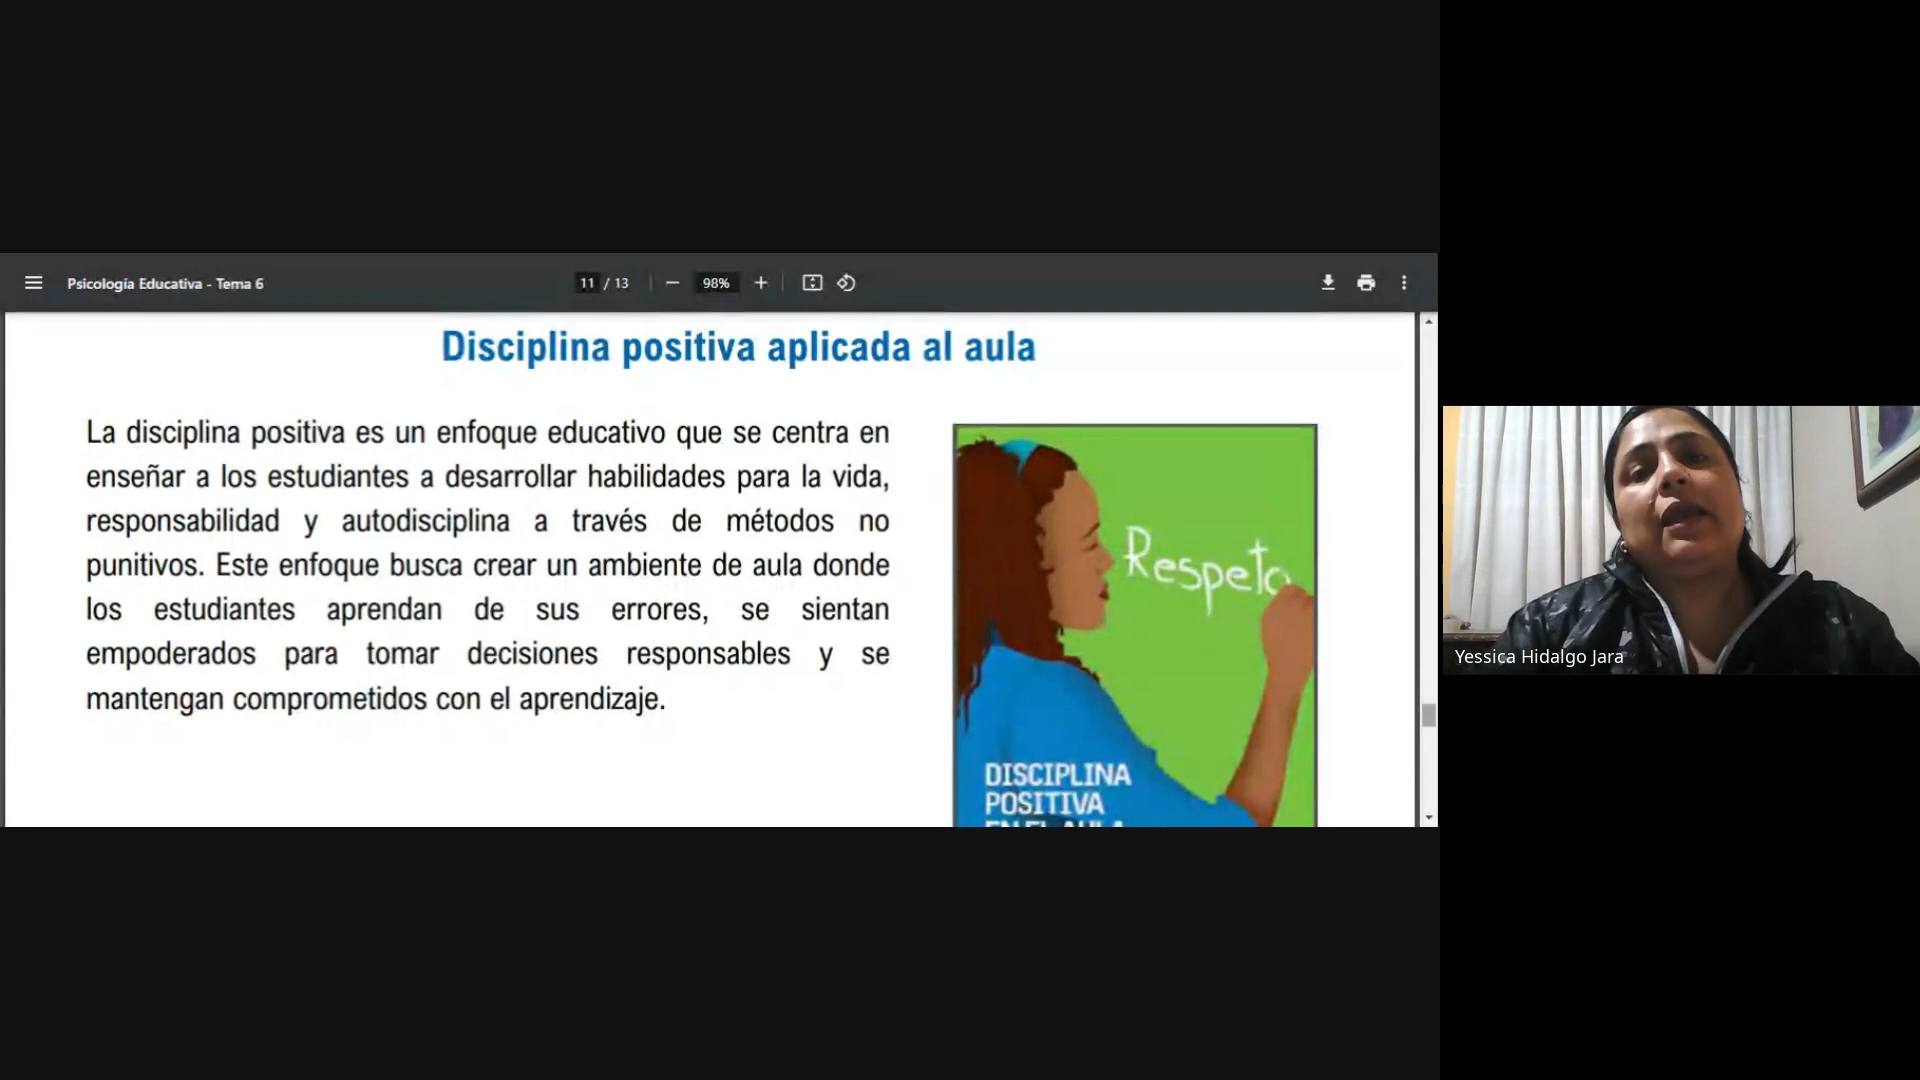 Psicología Educativa - Tema 6
11 / 13
98%
Disciplina positiva aplicada al aula
La disciplina positiva es un enfoque educativo que se centra en
enseñar a los estudiantes a desarrollar habilidades para la vida,
responsabilidad y autodisciplina a través de métodos no
punitivos. Este enfoque busca crear un ambiente de aula donde
los estudiantes aprendan de sus errores, se sientan
empoderados para tomar decisiones responsables y se
mantengan comprometidos con el aprendizaje.
Respeto
DISCIPLINA
POSITIVA
EN EL AULA
Yessica Hidalgo Jara